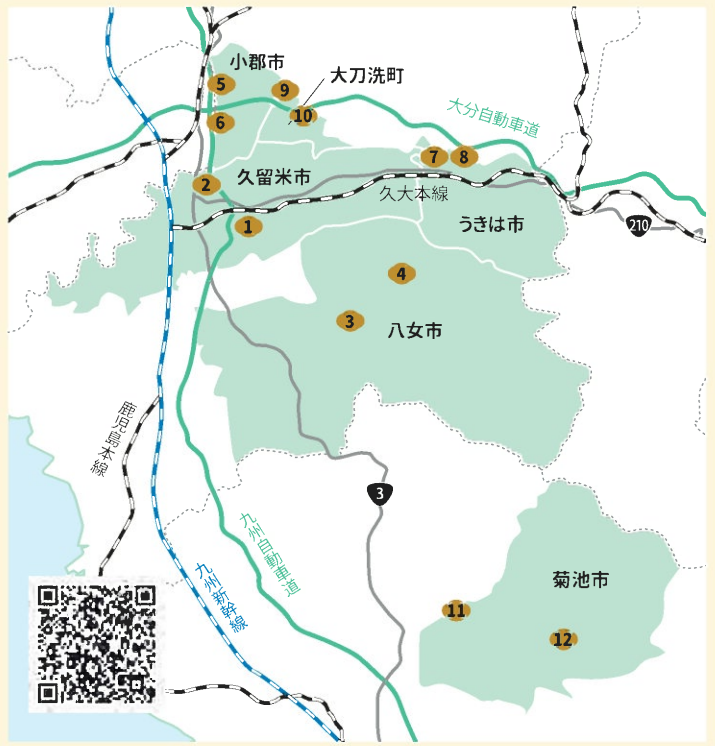 小郡市
大刀洗町
5
9
10
6
大分自動車道
7
8
2
久留米市
久大本線
1
うきは市
210
4
3
八女市
鹿児島本線
3
九州自動車道
九州新幹線
菊池市
11
12